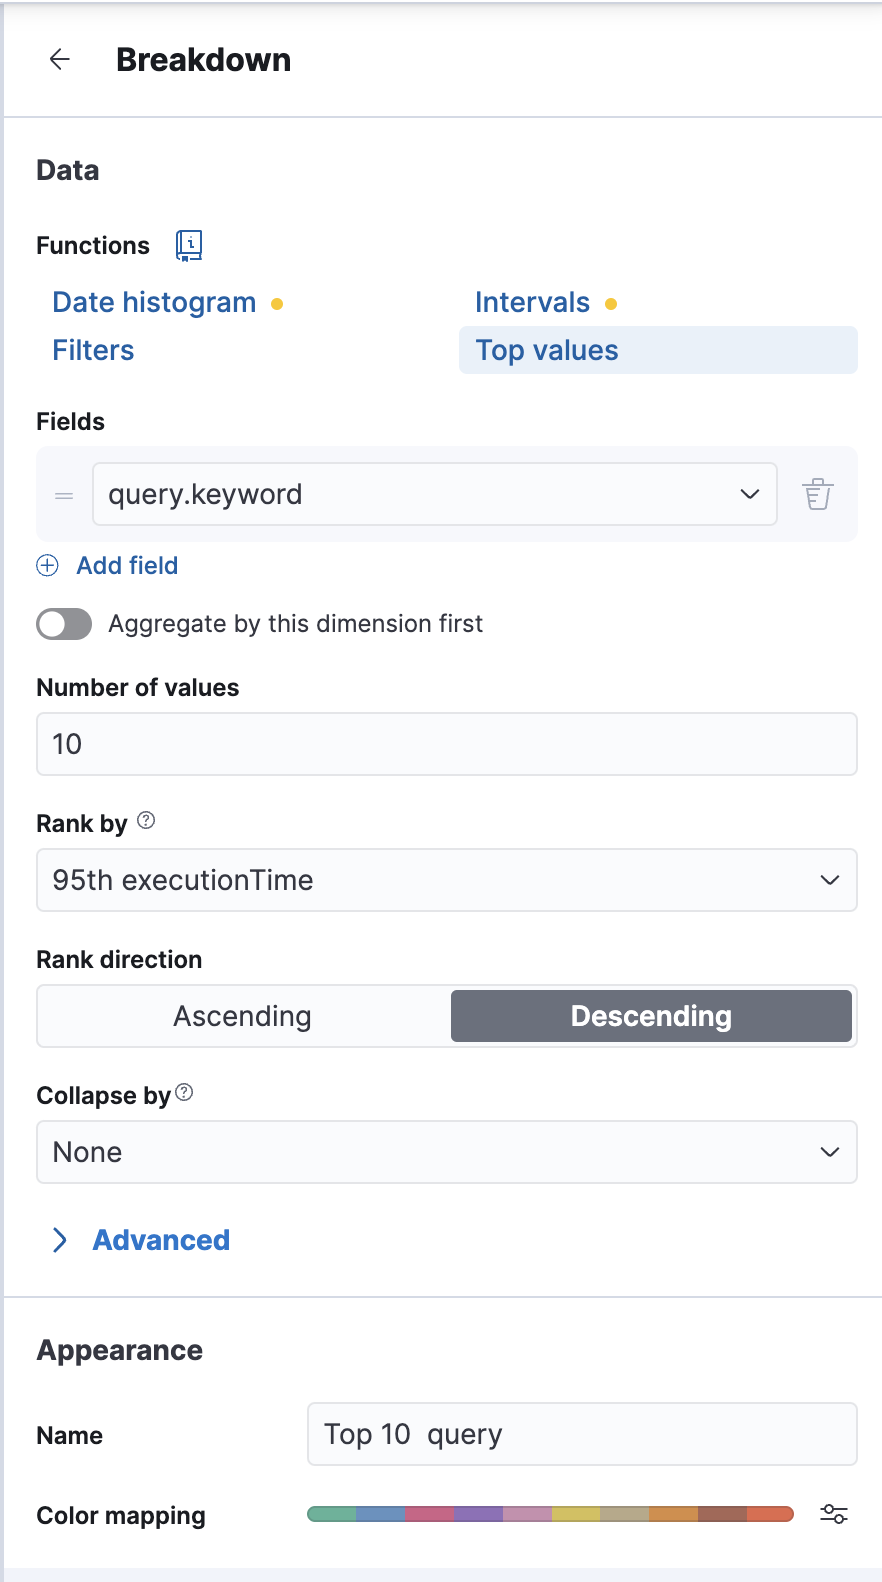 Breakdown
Data
Functions
Date histogram
Intervals
Filters
Top values
Fields
query.keyword
Add field
Aggregate by this dimension first
Number of values
10
Rank by
95th executionTime
Rank direction
Ascending
Descending
Collapse by
None
Advanced
Appearance
Name
Top 10  query
Color mapping